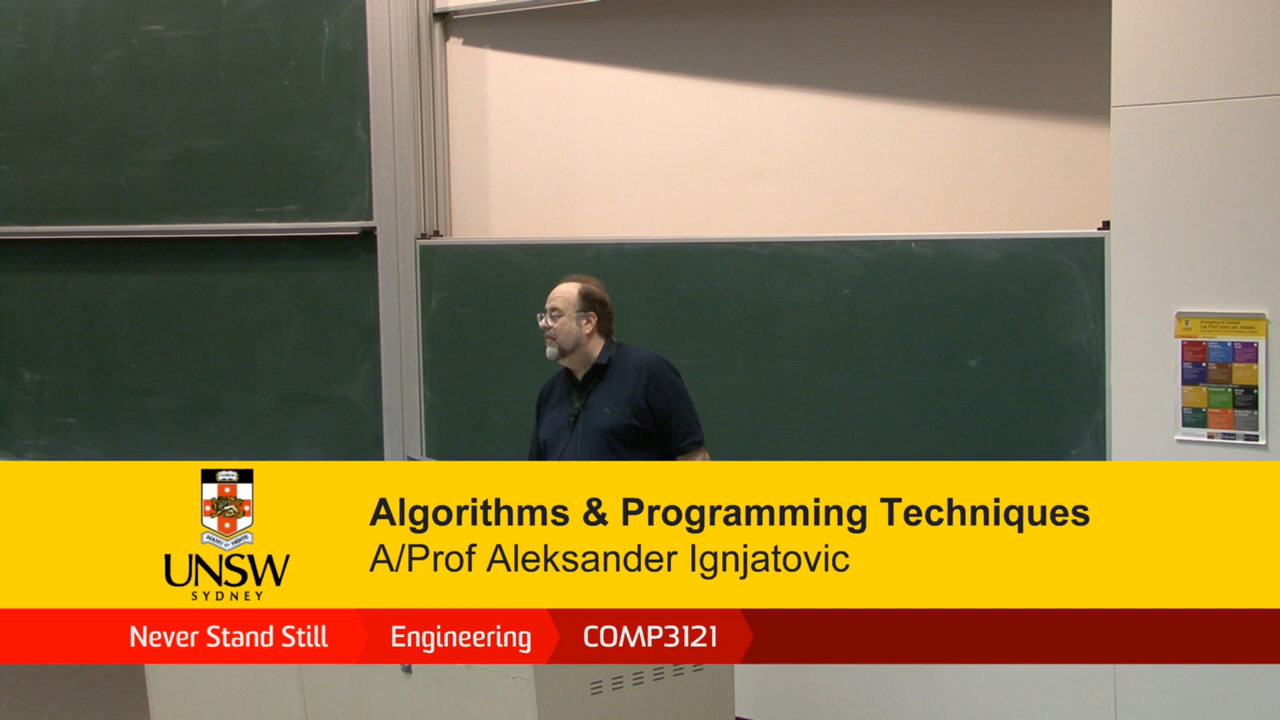 Algorithms & Programming Techniques
A/Prof Aleksander Ignjatovic
UNSW
SYDNEY
Never Stand Still
Engineering
COMP3121